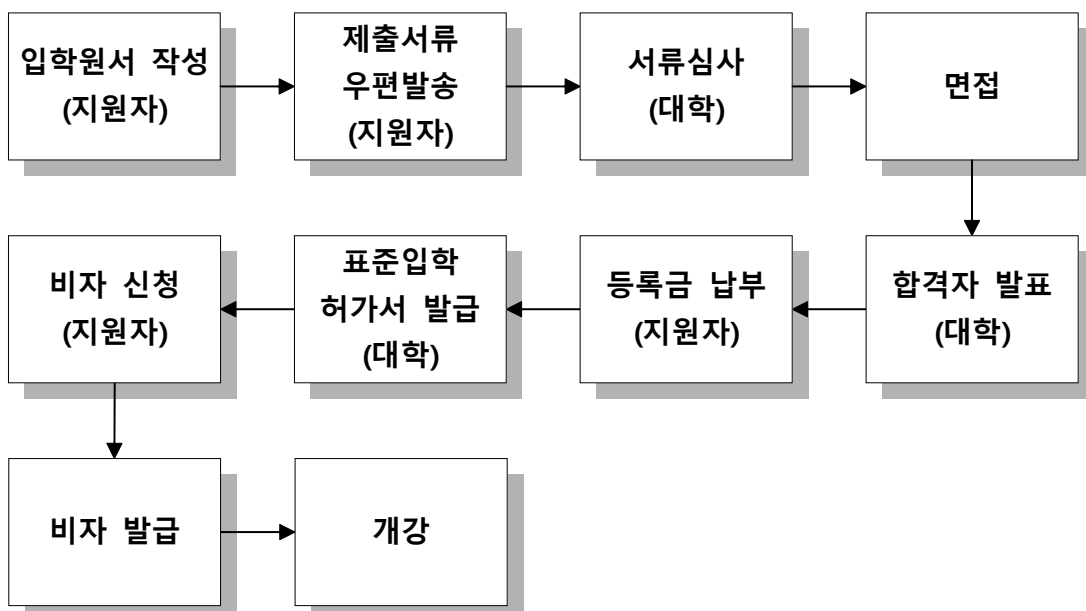 입학원서 작성
(지원자)
제출서류
우편발송
(지원자)
서류심사
(대학)
면접
합격자 발표
(대학)
등록금 납부
(지원자)
표준입학
허가서 발급
(대학)
비자 신청
(지원자)
비자 발급
개강